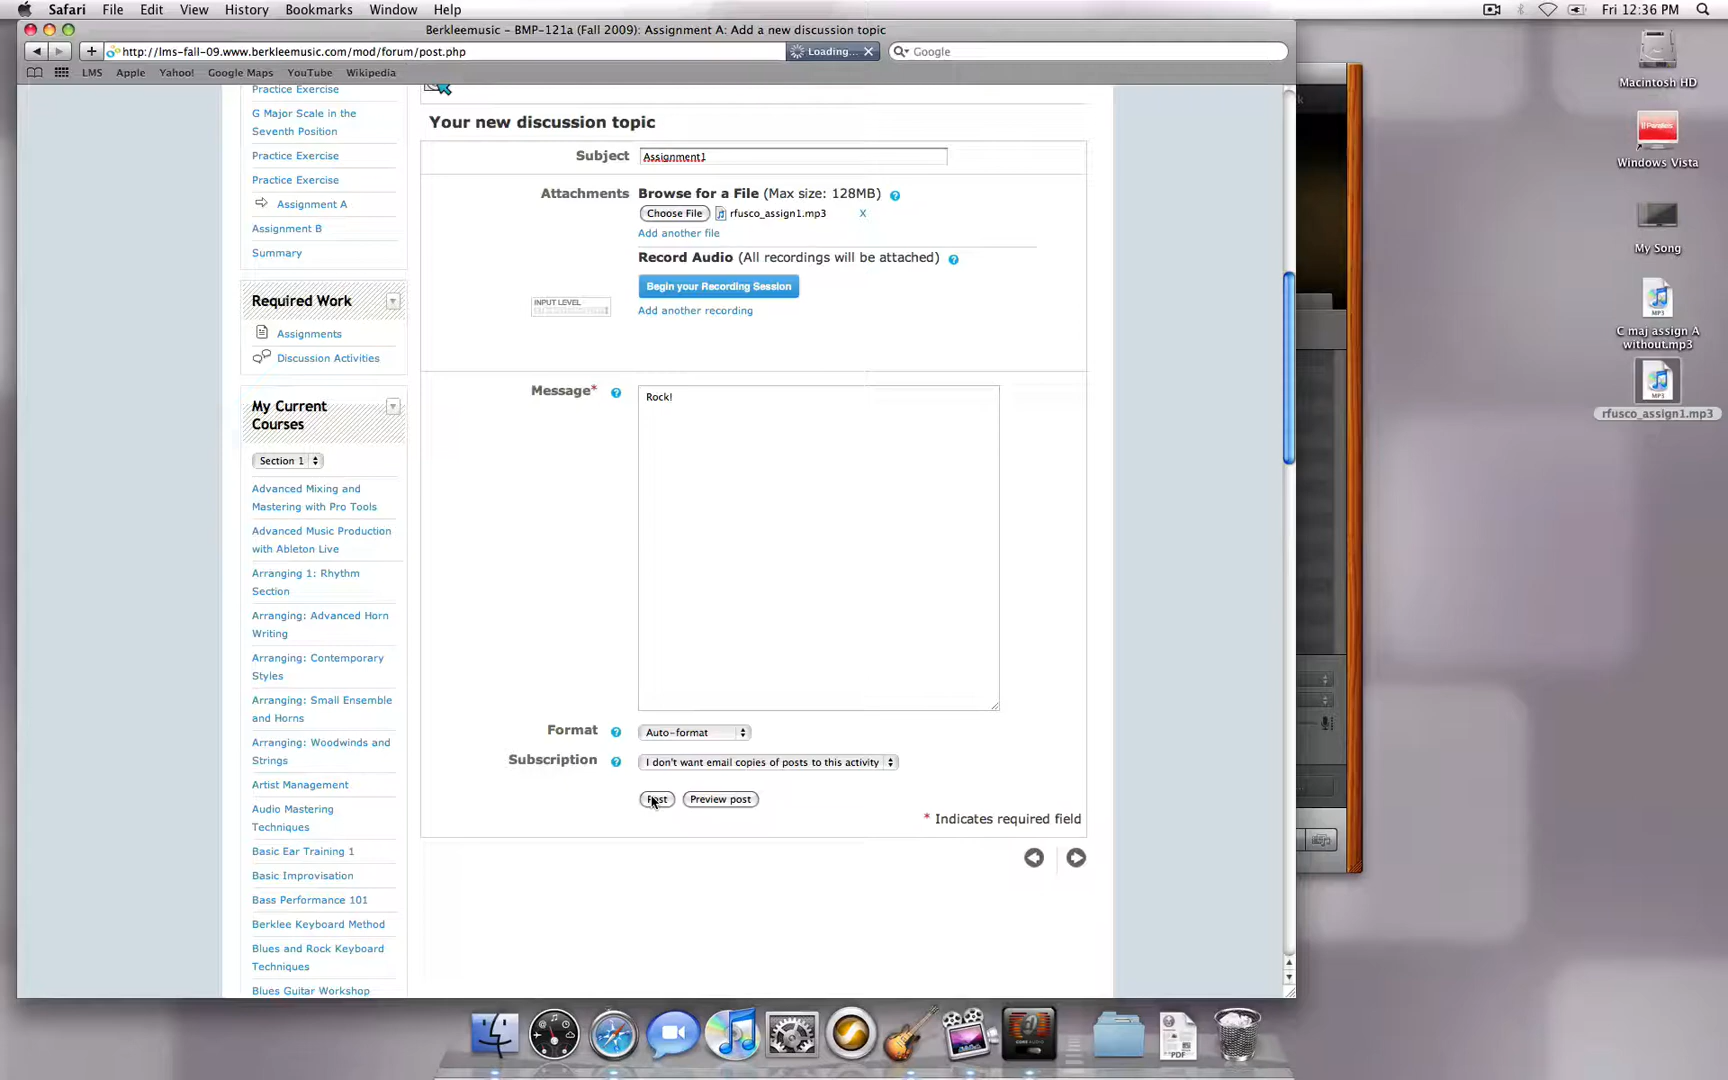 Safari File Edit View History Bookmarks Window Help
Fri 12:36 PM
Berkleemusic - BMP-121a (Fall 2009): Assignment A: Add a new discussion topic
http://lms-fall-09.www.berkleemusic.com/mod/forum/post.php
Loading...
Google
LMS Apple Yahoo! Google Maps YouTube Wikipedia
Practice Exercise
G Major Scale in the
Seventh Position
Practice Exercise
Practice Exercise
Assignment A
Assignment B
Summary
Required Work
Assignments
Discussion Activities
My Current
Courses
Section 1
Advanced Mixing and
Mastering with Pro Tools
Advanced Music Production
with Ableton Live
Arranging 1: Rhythm
Section
Arranging: Advanced Horn
Writing
Arranging: Contemporary
Styles
Arranging: Small Ensemble
and Horns
Arranging: Woodwinds and
Strings
Artist Management
Audio Mastering
Techniques
Basic Ear Training 1
Basic Improvisation
Bass Performance 101
Berklee Keyboard Method
Blues and Rock Keyboard
Techniques
Blues Guitar Workshop
Your new discussion topic
Subject Assignment1
Attachments Browse for a File (Max size: 128MB) ?
Choose File rfusco_assign1.mp3 X
Add another file
Record Audio (All recordings will be attached) ?
Begin your Recording Session
INPUT LEVEL
Add another recording
Message* ?
Rock!
Format ? Auto-format
Subscription ? I don't want email copies of posts to this activity
Post Preview post
* Indicates required field
Macintosh HD
|| Parallels
Windows Vista
My Song
MP3
C maj assign A
without.mp3
MP3
rfusco_assign1.mp3
PDF